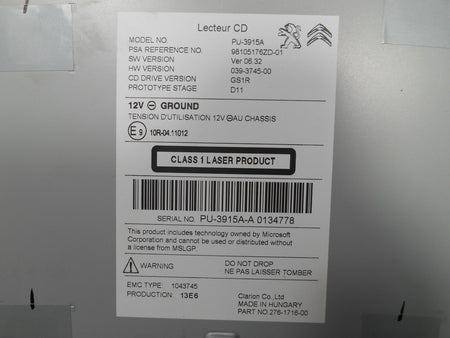 Lecteur CD
MODEL NO. PU-3915A
PSA REFERENCE NO. 98105176ZD-01
SW VERSION Ver 06.32
HW VERSION 039-3745-00
CD DRIVE VERSION GS1R
PROTOTYPE STAGE D11
12V ⊖ GROUND
TENSION D'UTILISATION 12V ⊖AU CHASSIS
E9 10R-04.11012
CLASS 1 LASER PRODUCT
SERIAL NO. PU-3915A-A 0134778
This product includes technology owned by Microsoft
Corporation and cannot be used or distributed without
a license from MSLGP.
WARNING DO NOT DROP
NE PAS LAISSER TOMBER
EMC TYPE: 1043745
PRODUCTION: 13E6
Clarion Co.,Ltd
MADE IN HUNGARY
PART NO.276-1716-00